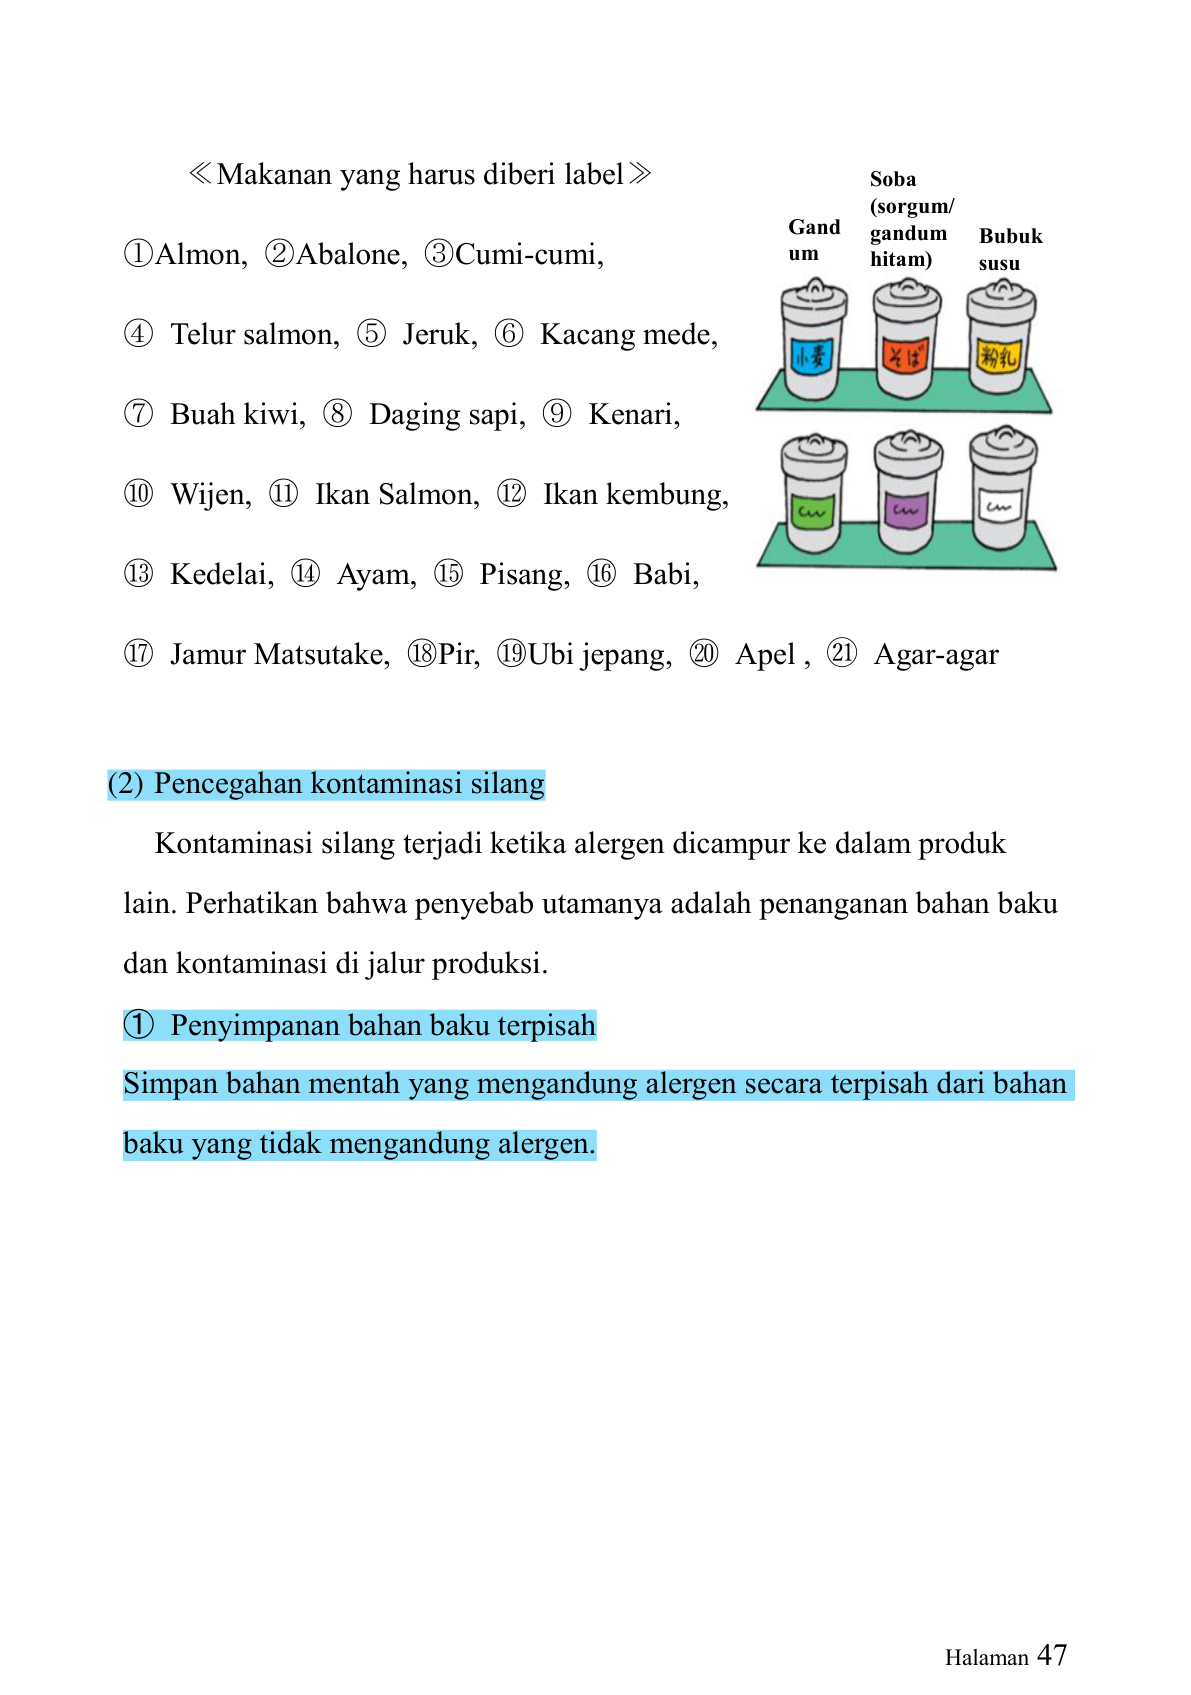 ≪Makanan yang harus diberi label≫
①Almon, ②Abalone, ③Cumi-cumi,
④ Telur salmon, ⑤ Jeruk, ⑥ Kacang mede,
⑦ Buah kiwi, ⑧ Daging sapi, ⑨ Kenari,
⑩ Wijen, ⑪ Ikan Salmon, ⑫ Ikan kembung,
⑬ Kedelai, ⑭ Ayam, ⑮ Pisang, ⑯ Babi,
⑰ Jamur Matsutake, ⑱Pir, ⑲Ubi jepang, ⑳ Apel , ㉑ Agar-agar
Gand
um
Soba
(sorgum/
gandum
hitam)
Bubuk
susu
小麦
そば
粉乳
(2) Pencegahan kontaminasi silang
Kontaminasi silang terjadi ketika alergen dicampur ke dalam produk
lain. Perhatikan bahwa penyebab utamanya adalah penanganan bahan baku
dan kontaminasi di jalur produksi.
① Penyimpanan bahan baku terpisah
Simpan bahan mentah yang mengandung alergen secara terpisah dari bahan
baku yang tidak mengandung alergen.
Halaman 47